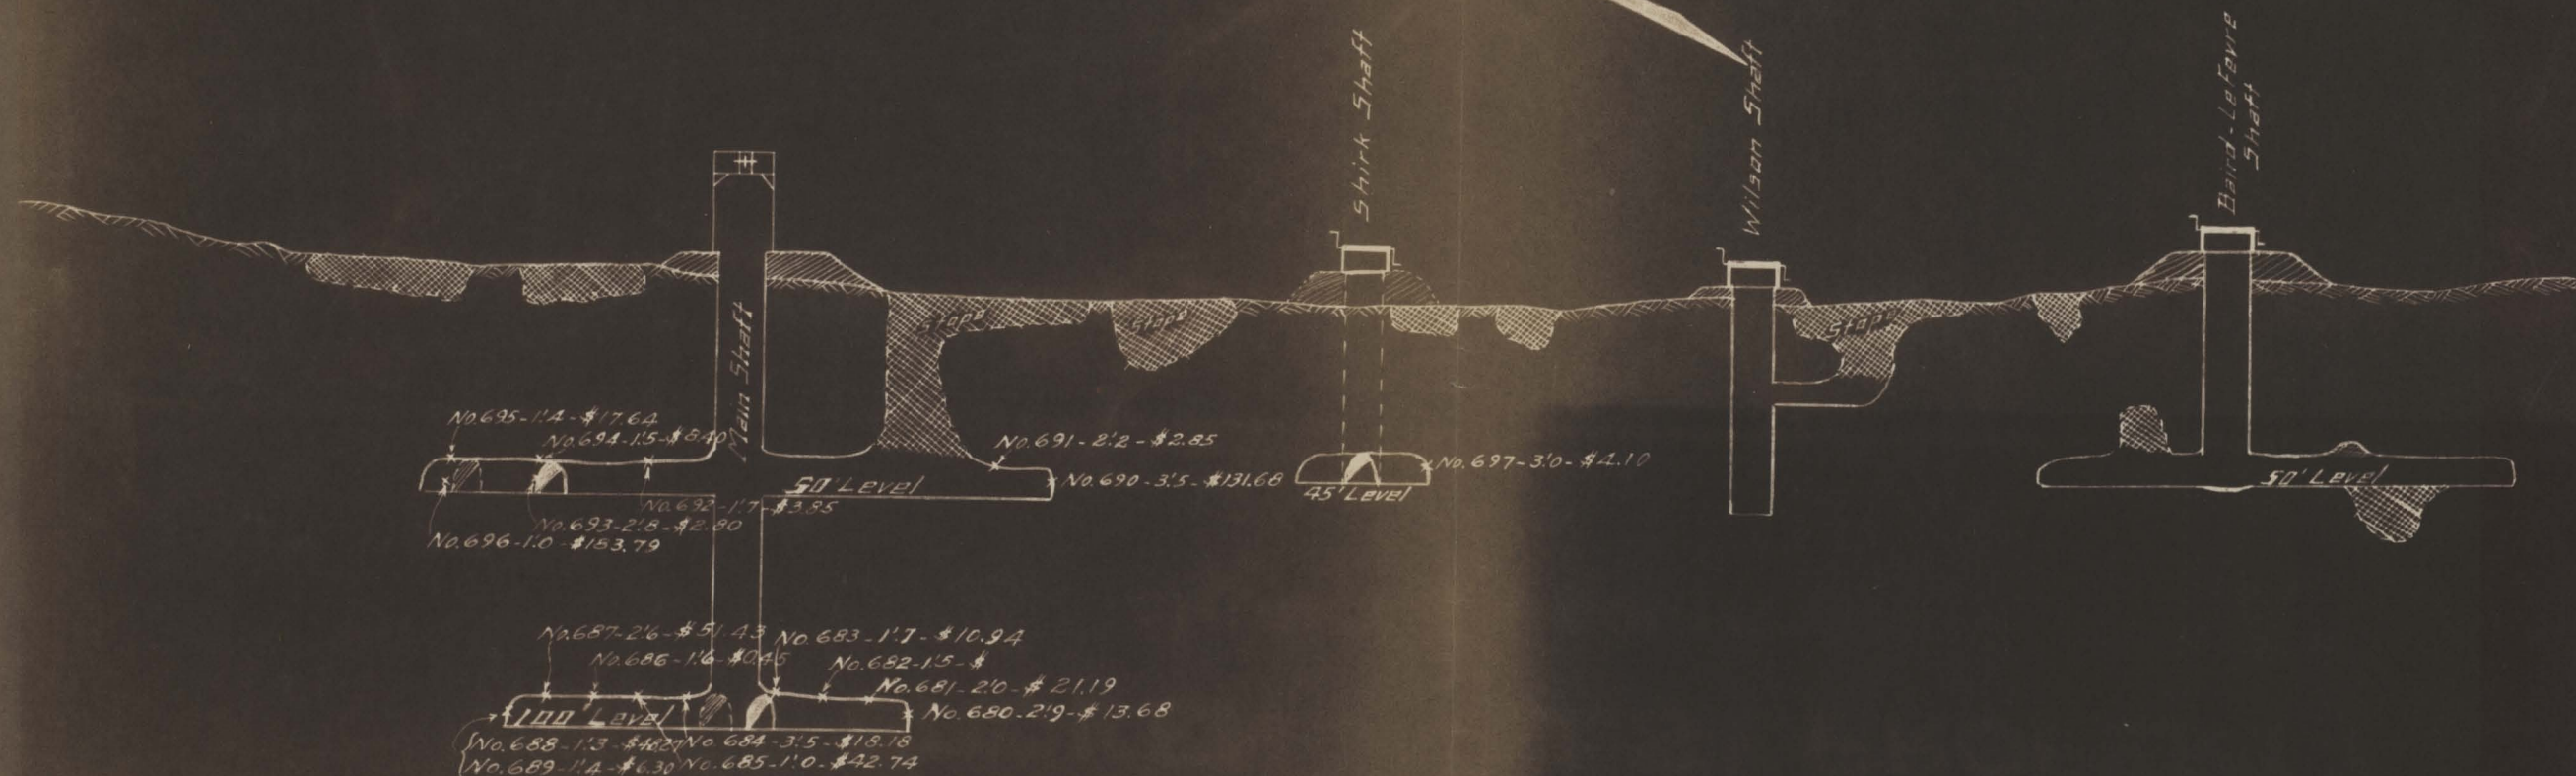 Shirk Shaft
Wilson Shaft
Baird-LeFevre
Shaft
Main Shaft
Stope
Stope
Stope
No.695-1'.4-$17.64
No.694-1'.5-$8.40
No.691-2'.2-$2.85
No.690-3'.5-$131.68
50' Level
No.692-1'.7-$3.85
No.693-2'.8-$2.80
No.696-1'.0-$183.79
No.697-3'.0-$4.10
45' Level
50' Level
No.687-2'.6-$51.43
No.683-1'.7-$10.94
No.686-1'.6-$0.45
No.682-1'.5-$
No.681-2'.0-$21.19
No.680-2'.9-$13.68
100' Level
No.688-1'.3-$48.27
No.684-3'.5-$18.18
No.689-1'.4-$6.30
No.685-1'.0-$42.74